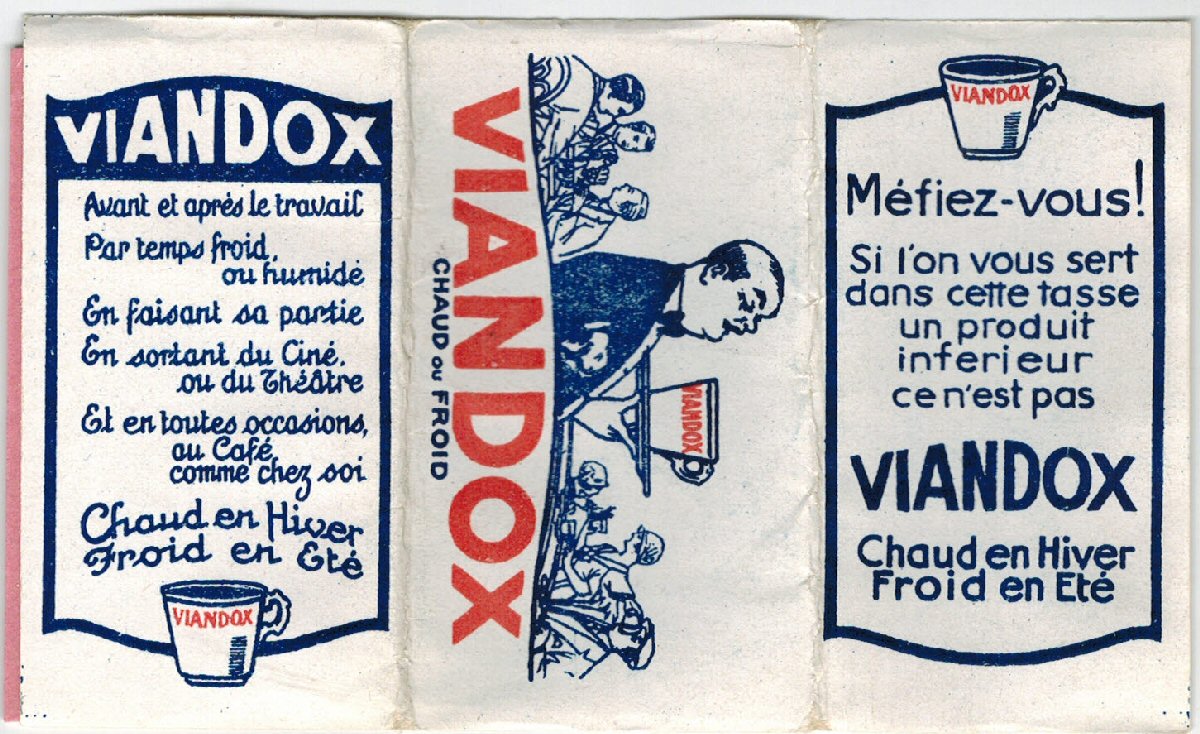 VIANDOX
Avant et aprés le travail
Par temps froid,
ou humide
En faisant sa partie
En sortant du Ciné,
ou du Théâtre
Et en toutes occasions,
au Café,
comme chez soi
Chaud en Hiver
Froid en Eté
VIANDOX
VIANDOX
CHAUD ou FROID
VIANDOX
VIANDOX
Méfiez-vous!
Si l'on vous sert
dans cette tasse
un produit
inferieur
ce n'est pas
VIANDOX
Chaud en Hiver
Froid en Eté